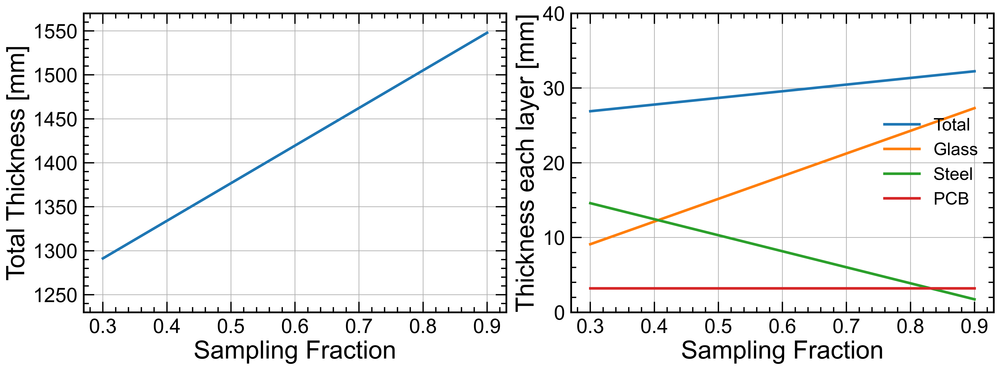 Total Thickness [mm]
1550
1500
1450
1400
1350
1300
1250
0.3 0.4 0.5 0.6 0.7 0.8 0.9
Sampling Fraction
Thickness each layer [mm]
40
30
20
10
0
Total
Glass
Steel
PCB
0.3 0.4 0.5 0.6 0.7 0.8 0.9
Sampling Fraction